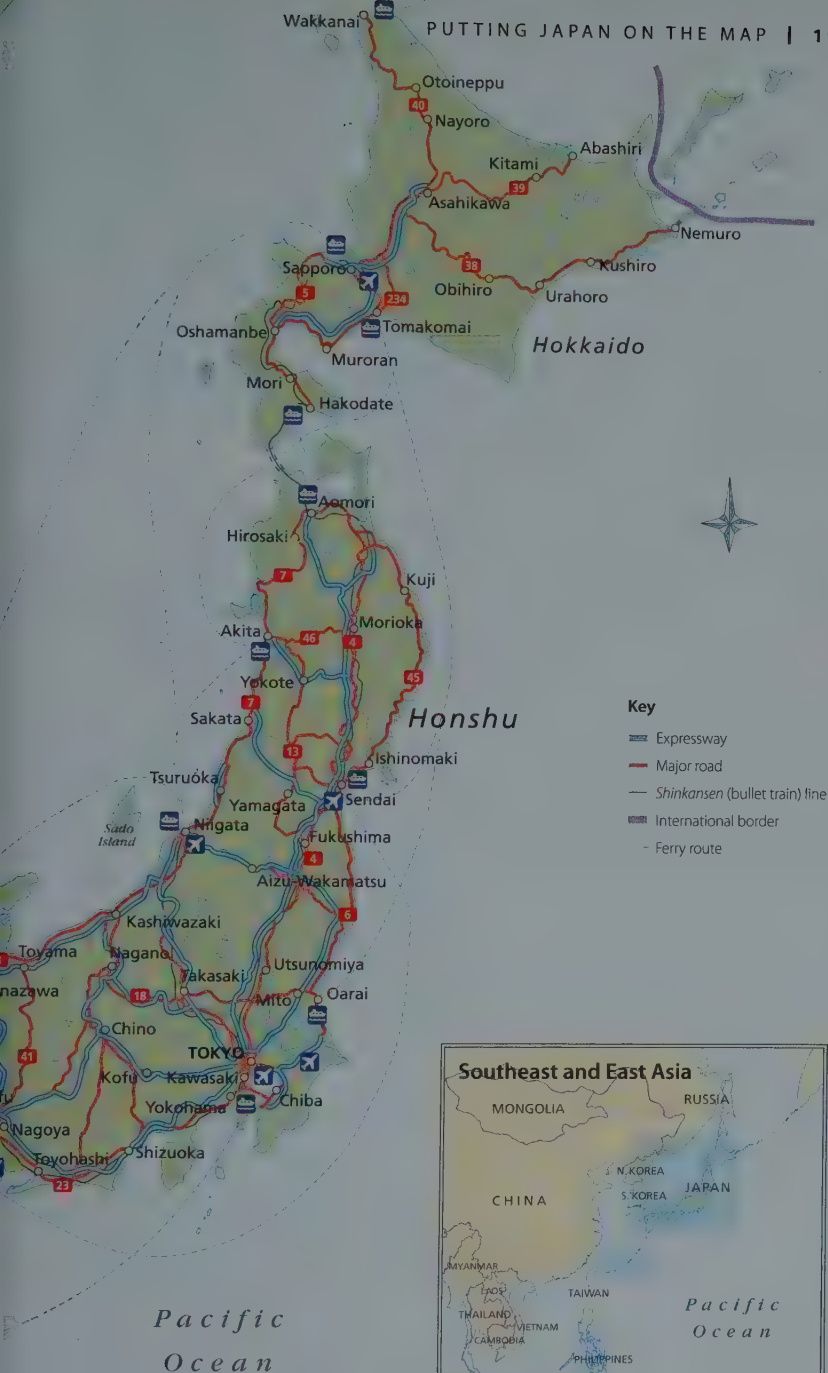 PUTTING JAPAN ON THE MAP | 1
Wakkanai
Otoineppu
40
Nayoro
Abashiri
Kitami
39
Asahikawa
Nemuro
Sapporo
38
Kushiro
Obihiro
Urahoro
5
234
Oshamanbe
Tomakomai
Hokkaido
Muroran
Mori
Hakodate
Aomori
Hirosaki
7
Kuji
Morioka
Akita
46
4
Yokote
45
7
Sakata
Honshu
13
Ishinomaki
Tsuruoka
Yamagata
Sendai
Sado
Island
Niigata
Fukushima
4
Aizu-Wakamatsu
6
Kashiwazaki
Toyama
Nagano
Takasaki
Utsunomiya
nazawa
18
Mito
Oarai
Chino
41
TOKYO
Kofu
Kawasaki
fu
Yokohama
Chiba
Nagoya
Toyohashi
Shizuoka
23
Pacific
Ocean
Key
Expressway
Major road
Shinkansen (bullet train) line
International border
Ferry route
Southeast and East Asia
MONGOLIA
RUSSIA
N. KOREA
S. KOREA
JAPAN
CHINA
MYANMAR
LAOS
TAIWAN
THAILAND
VIETNAM
CAMBODIA
PHILIPPINES
Pacific
Ocean